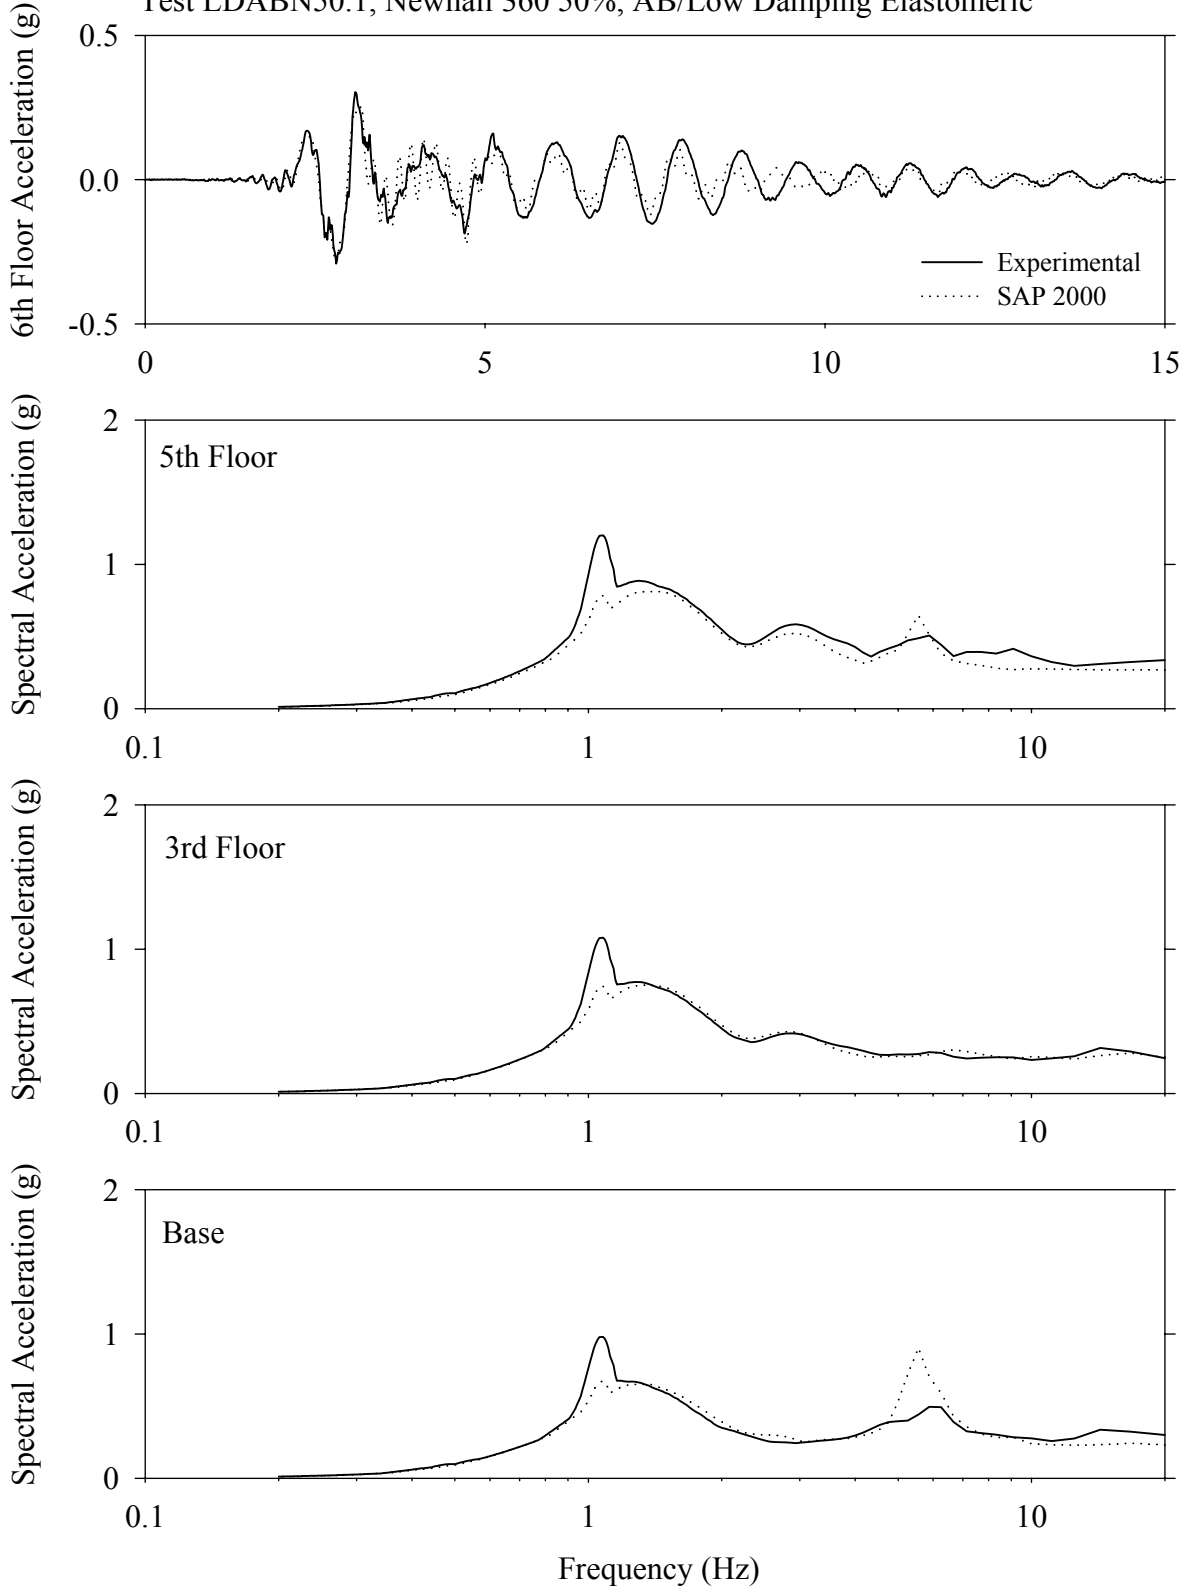 Test LDABN50.1, Newhall 360 50%, AB/Low Damping Elastomeric
6th Floor Acceleration (g)
0.5
0.0
-0.5
Experimental
SAP 2000
0 5 10 15
Spectral Acceleration (g)
2
5th Floor
1
0
0.1 1 10
Spectral Acceleration (g)
2
3rd Floor
1
0
0.1 1 10
Spectral Acceleration (g)
2
Base
1
0
0.1 1 10
Frequency (Hz)